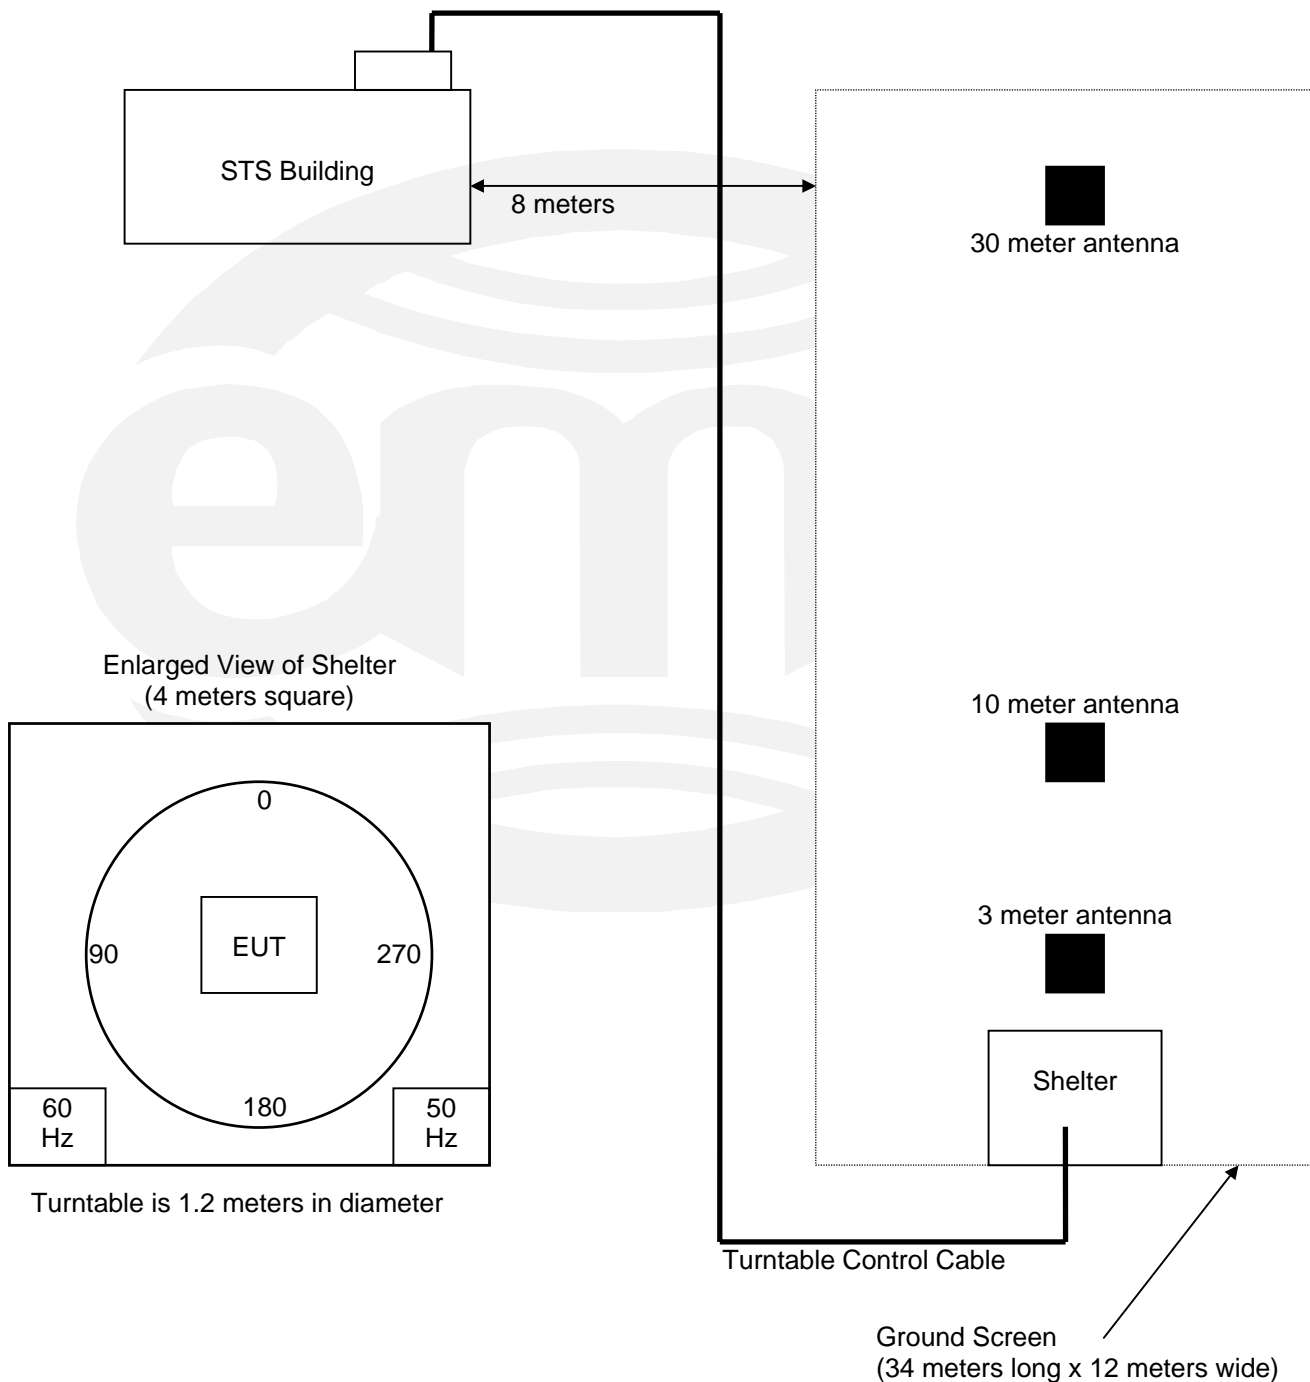 STS Building
8 meters
30 meter antenna
Enlarged View of Shelter
(4 meters square)
0
90
EUT
270
180
60
Hz
50
Hz
Turntable is 1.2 meters in diameter
10 meter antenna
3 meter antenna
Shelter
Turntable Control Cable
Ground Screen
(34 meters long x 12 meters wide)
em